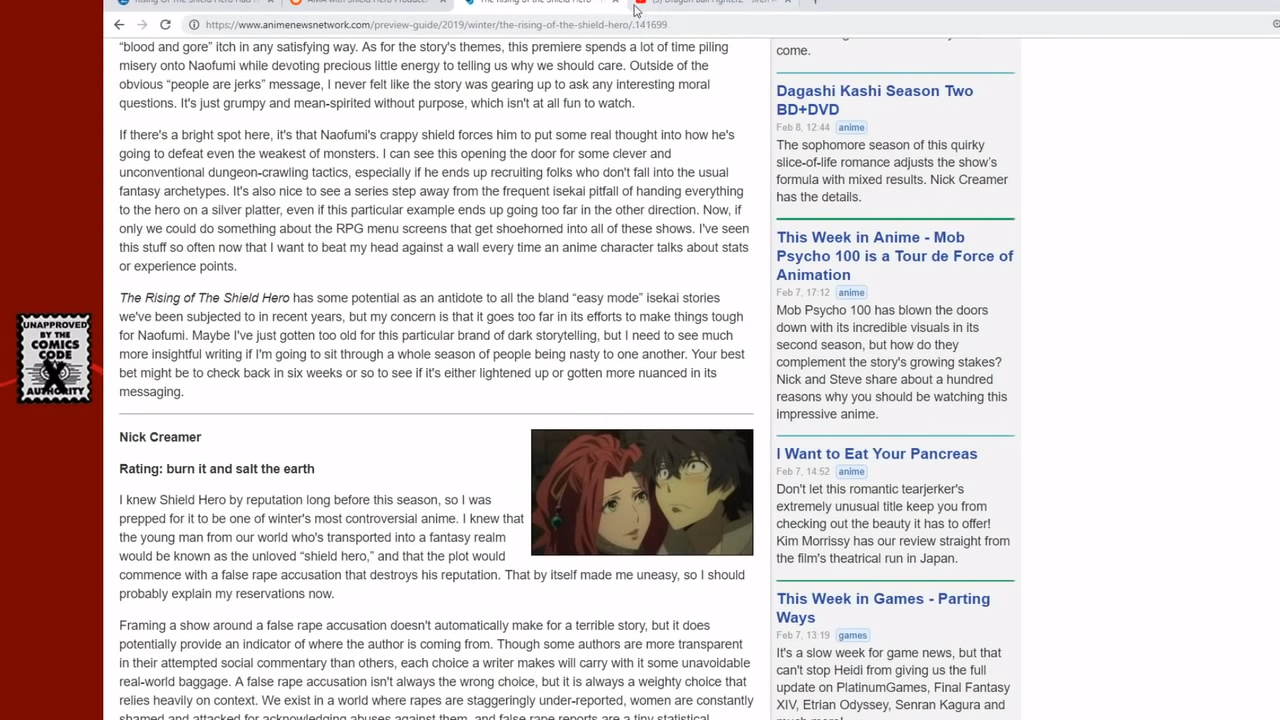 https://www.animenewsnetwork.com/preview-guide/2019/winter/the-rising-of-the-shield-hero/.141699
“blood and gore” itch in any satisfying way. As for the story's themes, this premiere spends a lot of time piling
misery onto Naofumi while devoting precious little energy to telling us why we should care. Outside of the
obvious “people are jerks” message, I never felt like the story was gearing up to ask any interesting moral
questions. It's just grumpy and mean-spirited without purpose, which isn't at all fun to watch.
If there's a bright spot here, it's that Naofumi's crappy shield forces him to put some real thought into how he's
going to defeat even the weakest of monsters. I can see this opening the door for some clever and
unconventional dungeon-crawling tactics, especially if he ends up recruiting folks who don't fall into the usual
fantasy archetypes. It's also nice to see a series step away from the frequent isekai pitfall of handing everything
to the hero on a silver platter, even if this particular example ends up going too far in the other direction. Now, if
only we could do something about the RPG menu screens that get shoehorned into all of these shows. I've seen
this stuff so often now that I want to beat my head against a wall every time an anime character talks about stats
or experience points.
The Rising of The Shield Hero has some potential as an antidote to all the bland “easy mode” isekai stories
we've been subjected to in recent years, but my concern is that it goes too far in its efforts to make things tough
for Naofumi. Maybe I've just gotten too old for this particular brand of dark storytelling, but I need to see much
more insightful writing if I'm going to sit through a whole season of people being nasty to one another. Your best
bet might be to check back in six weeks or so to see if it's either lightened up or gotten more nuanced in its
messaging.
Nick Creamer
Rating: burn it and salt the earth
I knew Shield Hero by reputation long before this season, so I was
prepped for it to be one of winter's most controversial anime. I knew that
the young man from our world who's transported into a fantasy realm
would be known as the unloved “shield hero,” and that the plot would
commence with a false rape accusation that destroys his reputation. That by itself made me uneasy, so I should
probably explain my reservations now.
Framing a show around a false rape accusation doesn't automatically make for a terrible story, but it does
potentially provide an indicator of where the author is coming from. Though some authors are more transparent
in their attempted social commentary than others, each choice a writer makes will carry with it some unavoidable
real-world baggage. A false rape accusation isn't always the wrong choice, but it is always a weighty choice that
relies heavily on context. We exist in a world where rapes are staggeringly under-reported, women are constantly
shamed and attacked for acknowledging abuses against them, and false rape reports are a tiny statistical
come.
Dagashi Kashi Season Two
BD+DVD
Feb 8, 12:44 anime
The sophomore season of this quirky
slice-of-life romance adjusts the show's
formula with mixed results. Nick Creamer
has the details.
This Week in Anime - Mob
Psycho 100 is a Tour de Force of
Animation
Feb 7, 17:12 anime
Mob Psycho 100 has blown the doors
down with its incredible visuals in its
second season, but how do they
complement the story's growing stakes?
Nick and Steve share about a hundred
reasons why you should be watching this
impressive anime.
I Want to Eat Your Pancreas
Feb 7, 14:52 anime
Don't let this romantic tearjerker's
extremely unusual title keep you from
checking out the beauty it has to offer!
Kim Morrissy has our review straight from
the film's theatrical run in Japan.
This Week in Games - Parting
Ways
Feb 7, 13:19 games
It's a slow week for game news, but that
can't stop Heidi from giving us the full
update on PlatinumGames, Final Fantasy
XIV, Etrian Odyssey, Senran Kagura and
much more!
UNAPPROVED
BY THE
COMICS
CODE
AUTHORITY